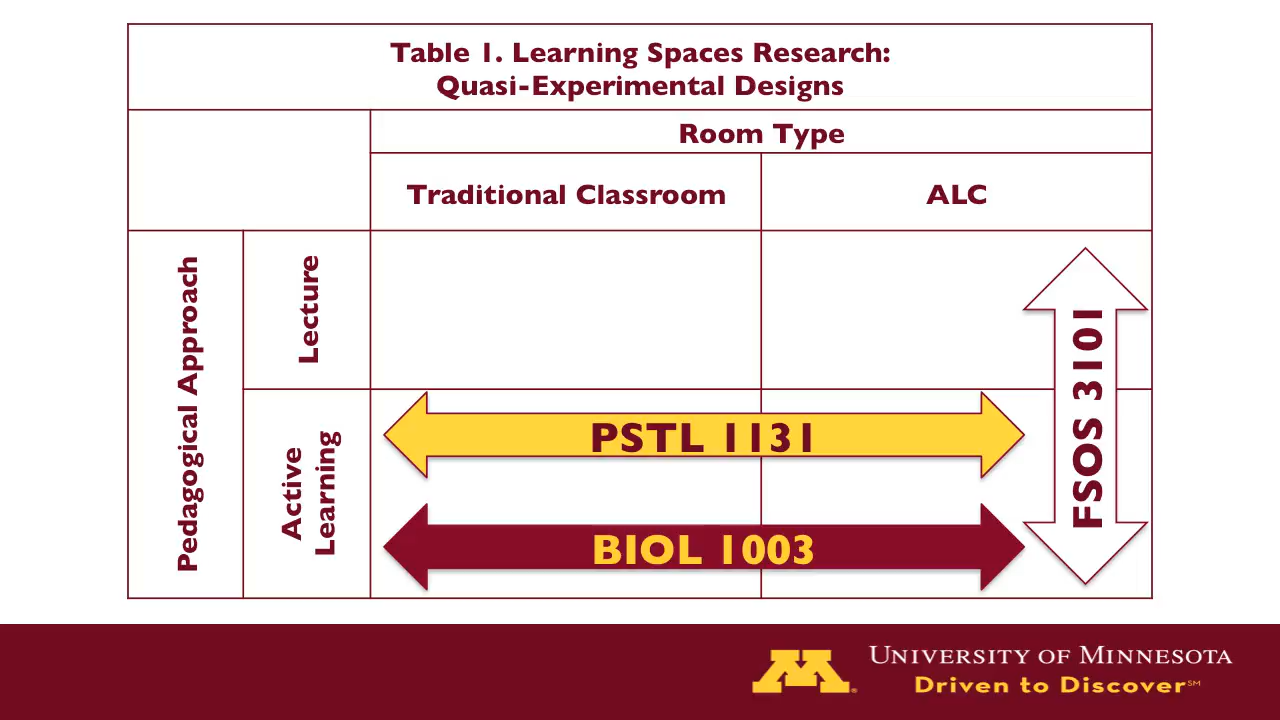 Table 1. Learning Spaces Research:
Quasi-Experimental Designs
Room Type
Traditional Classroom
ALC
Pedagogical Approach
Lecture
Active
Learning
PSTL 1131
BIOL 1003
FSOS 3101
M
UNIVERSITY OF MINNESOTA
Driven to Discover℠